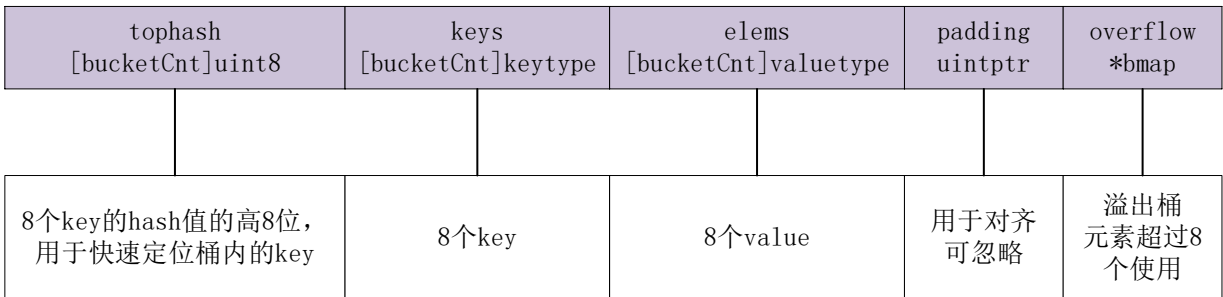 tophash
[bucketCnt]uint8
keys
[bucketCnt]keytype
elems
[bucketCnt]valuetype
padding
uintptr
overflow
*bmap
8个key的hash值的高8位，
用于快速定位桶内的key
8个key
8个value
用于对齐
可忽略
溢出桶
元素超过8
个使用